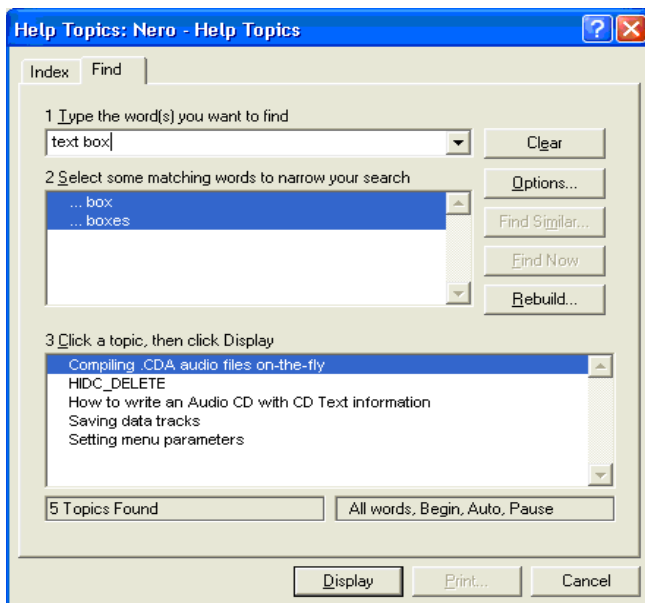 Help Topics: Nero - Help Topics
Index Find
1 Type the word(s) you want to find
text box
Clear
2 Select some matching words to narrow your search
Options...
... box
... boxes
Find Similar...
Find Now
Rebuild...
3 Click a topic, then click Display
Compiling .CDA audio files on-the-fly
HIDC_DELETE
How to write an Audio CD with CD Text information
Saving data tracks
Setting menu parameters
5 Topics Found
All words, Begin, Auto, Pause
Display Print... Cancel